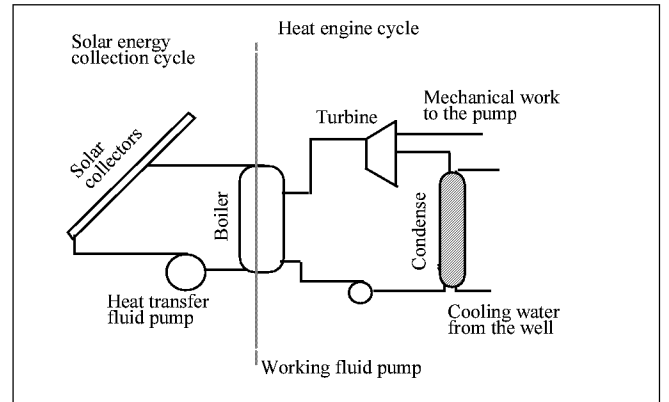 Solar energy
collection cycle
Heat engine cycle
Solar
collectors
Boiler
Turbine
Mechanical work
to the pump
Condense
Heat transfer
fluid pump
Cooling water
from the well
Working fluid pump